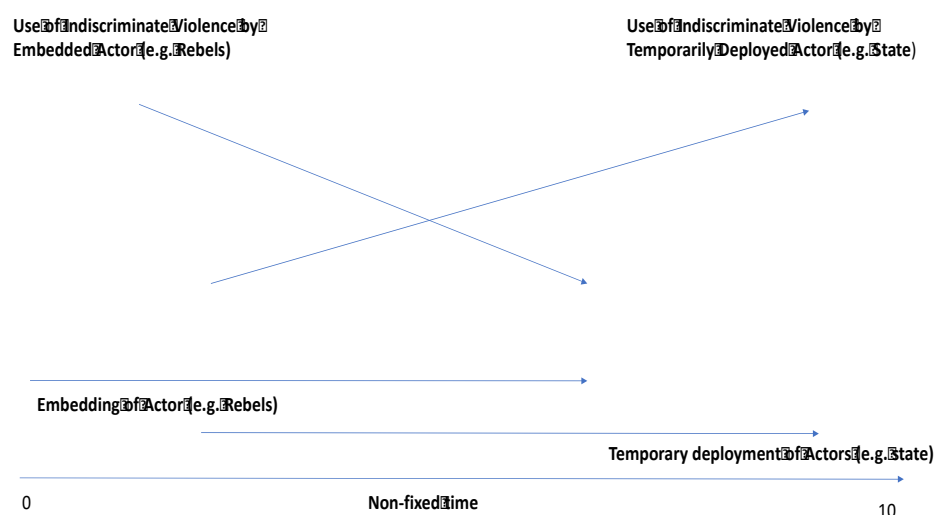 Use of Indiscriminate Violence by
Embedded Actor (e.g. Rebels)
Use of Indiscriminate Violence by
Temporarily Deployed Actor (e.g. State)
Embedding of Actor (e.g. Rebels)
Temporary deployment of Actors (e.g. state)
0
Non-fixed time
10